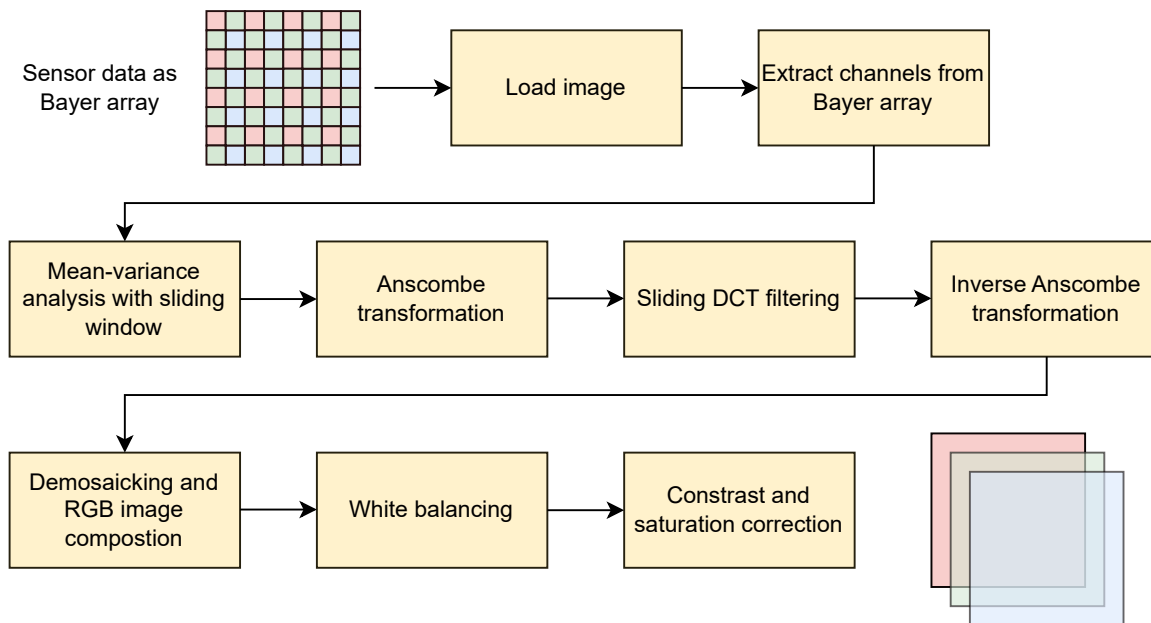 Sensor data as
Bayer array
Load image
Extract channels from
Bayer array
Mean-variance
analysis with sliding
window
Anscombe
transformation
Sliding DCT filtering
Inverse Anscombe
transformation
Demosaicking and
RGB image
compostion
White balancing
Constrast and
saturation correction